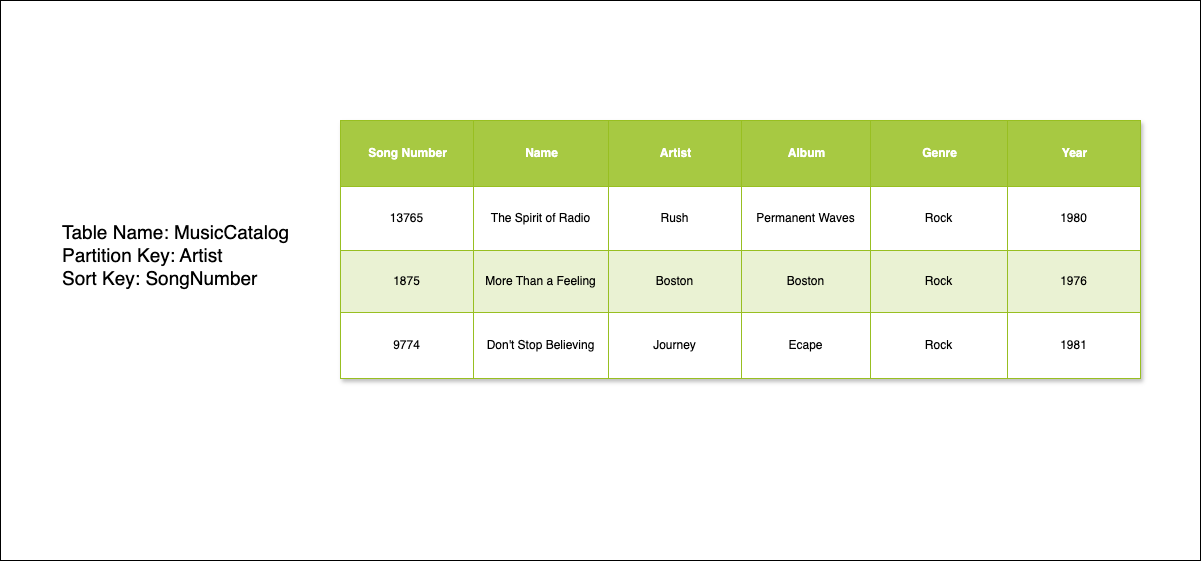 Table Name: MusicCatalog
Partition Key: Artist
Sort Key: SongNumber
Song Number Name Artist Album Genre Year
13765 The Spirit of Radio Rush Permanent Waves Rock 1980
1875 More Than a Feeling Boston Boston Rock 1976
9774 Don't Stop Believing Journey Ecape Rock 1981